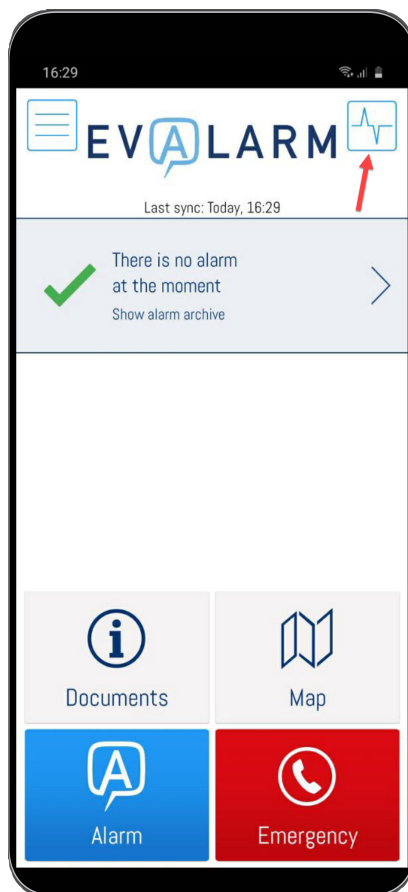 16:29
EVALARM
Last sync: Today, 16:29
There is no alarm
at the moment
Show alarm archive
Documents
Map
Alarm
Emergency